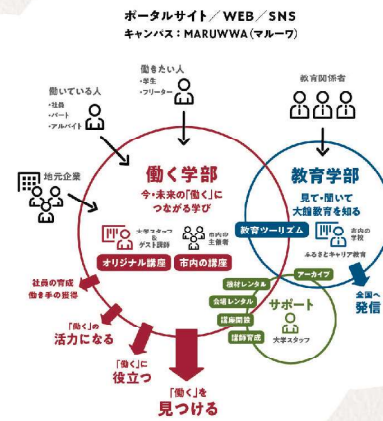 ポータルサイト／WEB／SNS
キャンパス：MARUWWA（マルーワ）
働いている人
・社員
・パート
・アルバイト
働きたい人
・学生
・フリーター
教育関係者
地元企業
働く学部
今・未来の「働く」に
つながる学び
大学スタッフ
&
ゲスト講師
市内の
主催者
オリジナル講座
市内の講座
教育学部
見て・聞いて
大館教育を知る
教育ツーリズム
市内の
学校
ふるさとキャリア教育
アーカイブ
機材レンタル
会場レンタル
講座開設
講師育成
サポート
大学スタッフ
全国へ
発信
社員の育成
働き手の獲得
「働く」の
活力になる
「働く」に
役立つ
「働く」を
見つける